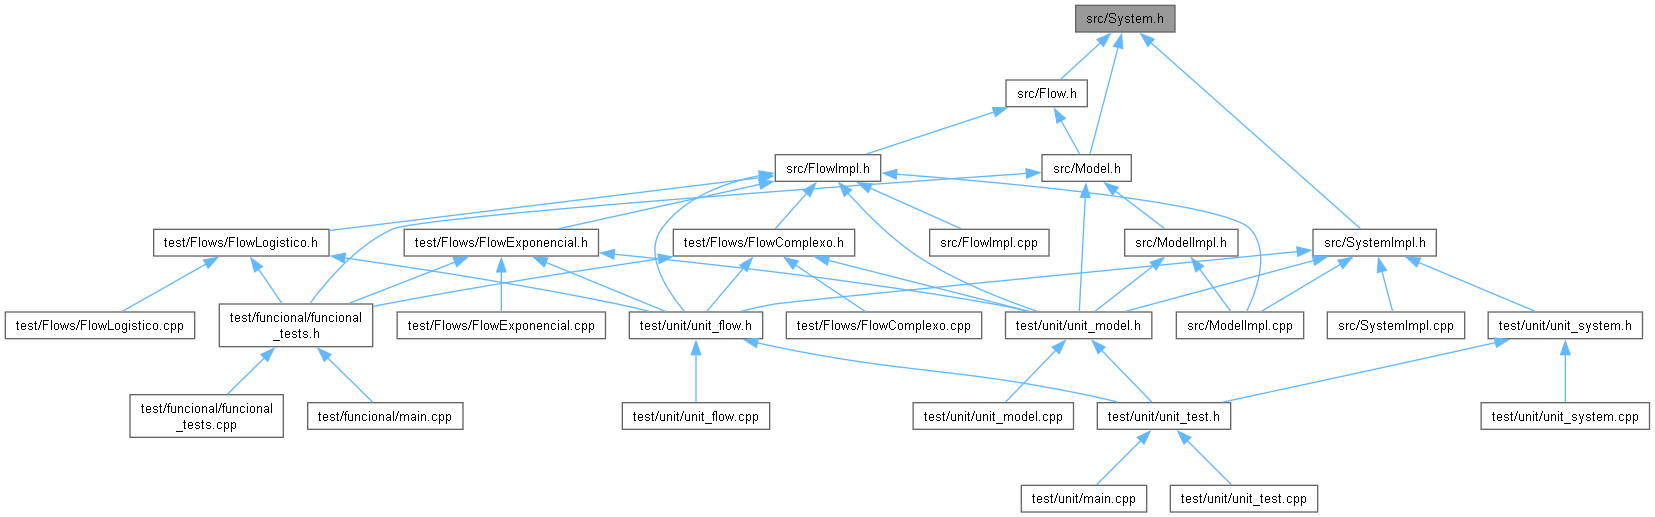 src/System.h
src/Flow.h
src/FlowImpl.h
src/Model.h
test/Flows/FlowLogistico.h
test/Flows/FlowExponencial.h
test/Flows/FlowComplexo.h
src/FlowImpl.cpp
src/ModelImpl.h
src/SystemImpl.h
test/Flows/FlowLogistico.cpp
test/funcional/funcional
_tests.h
test/Flows/FlowExponencial.cpp
test/unit/unit_flow.h
test/Flows/FlowComplexo.cpp
test/unit/unit_model.h
src/ModelImpl.cpp
src/SystemImpl.cpp
test/unit/unit_system.h
test/funcional/funcional
_tests.cpp
test/funcional/main.cpp
test/unit/unit_flow.cpp
test/unit/unit_model.cpp
test/unit/unit_test.h
test/unit/unit_system.cpp
test/unit/main.cpp
test/unit/unit_test.cpp